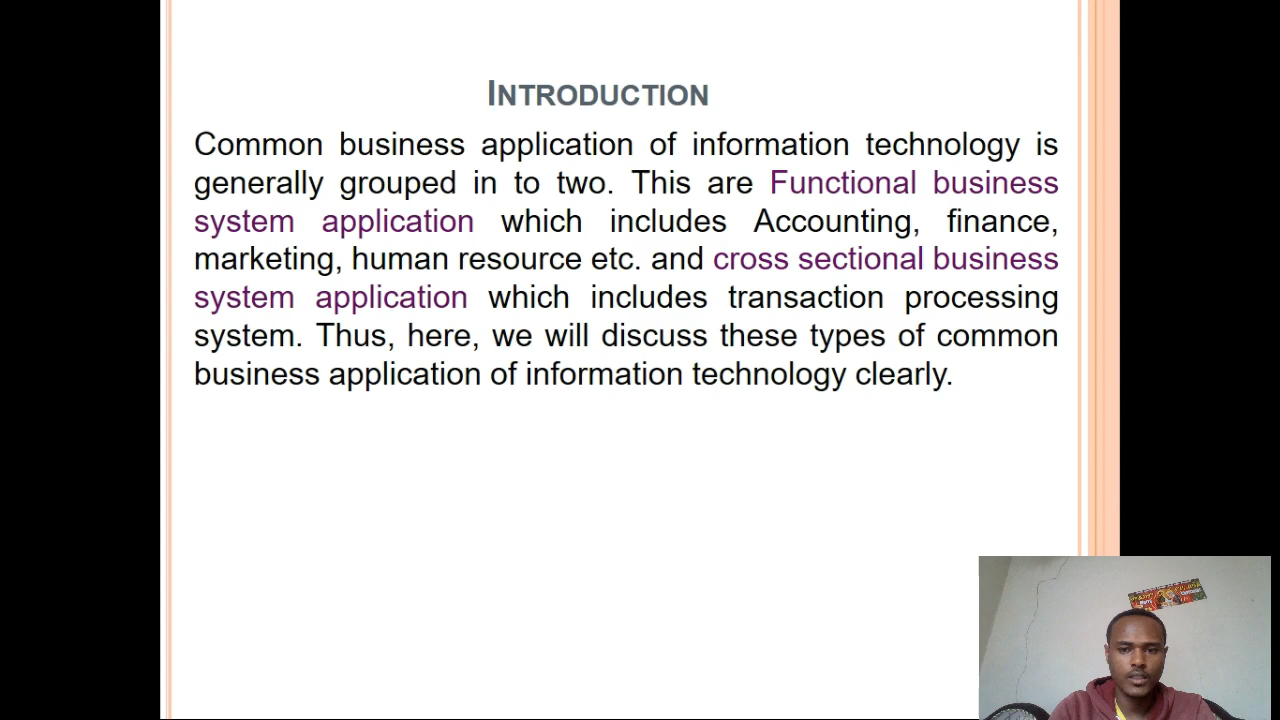 INTRODUCTION
Common business application of information technology is
generally grouped in to two. This are Functional business
system application which includes Accounting, finance,
marketing, human resource etc. and cross sectional business
system application which includes transaction processing
system. Thus, here, we will discuss these types of common
business application of information technology clearly.